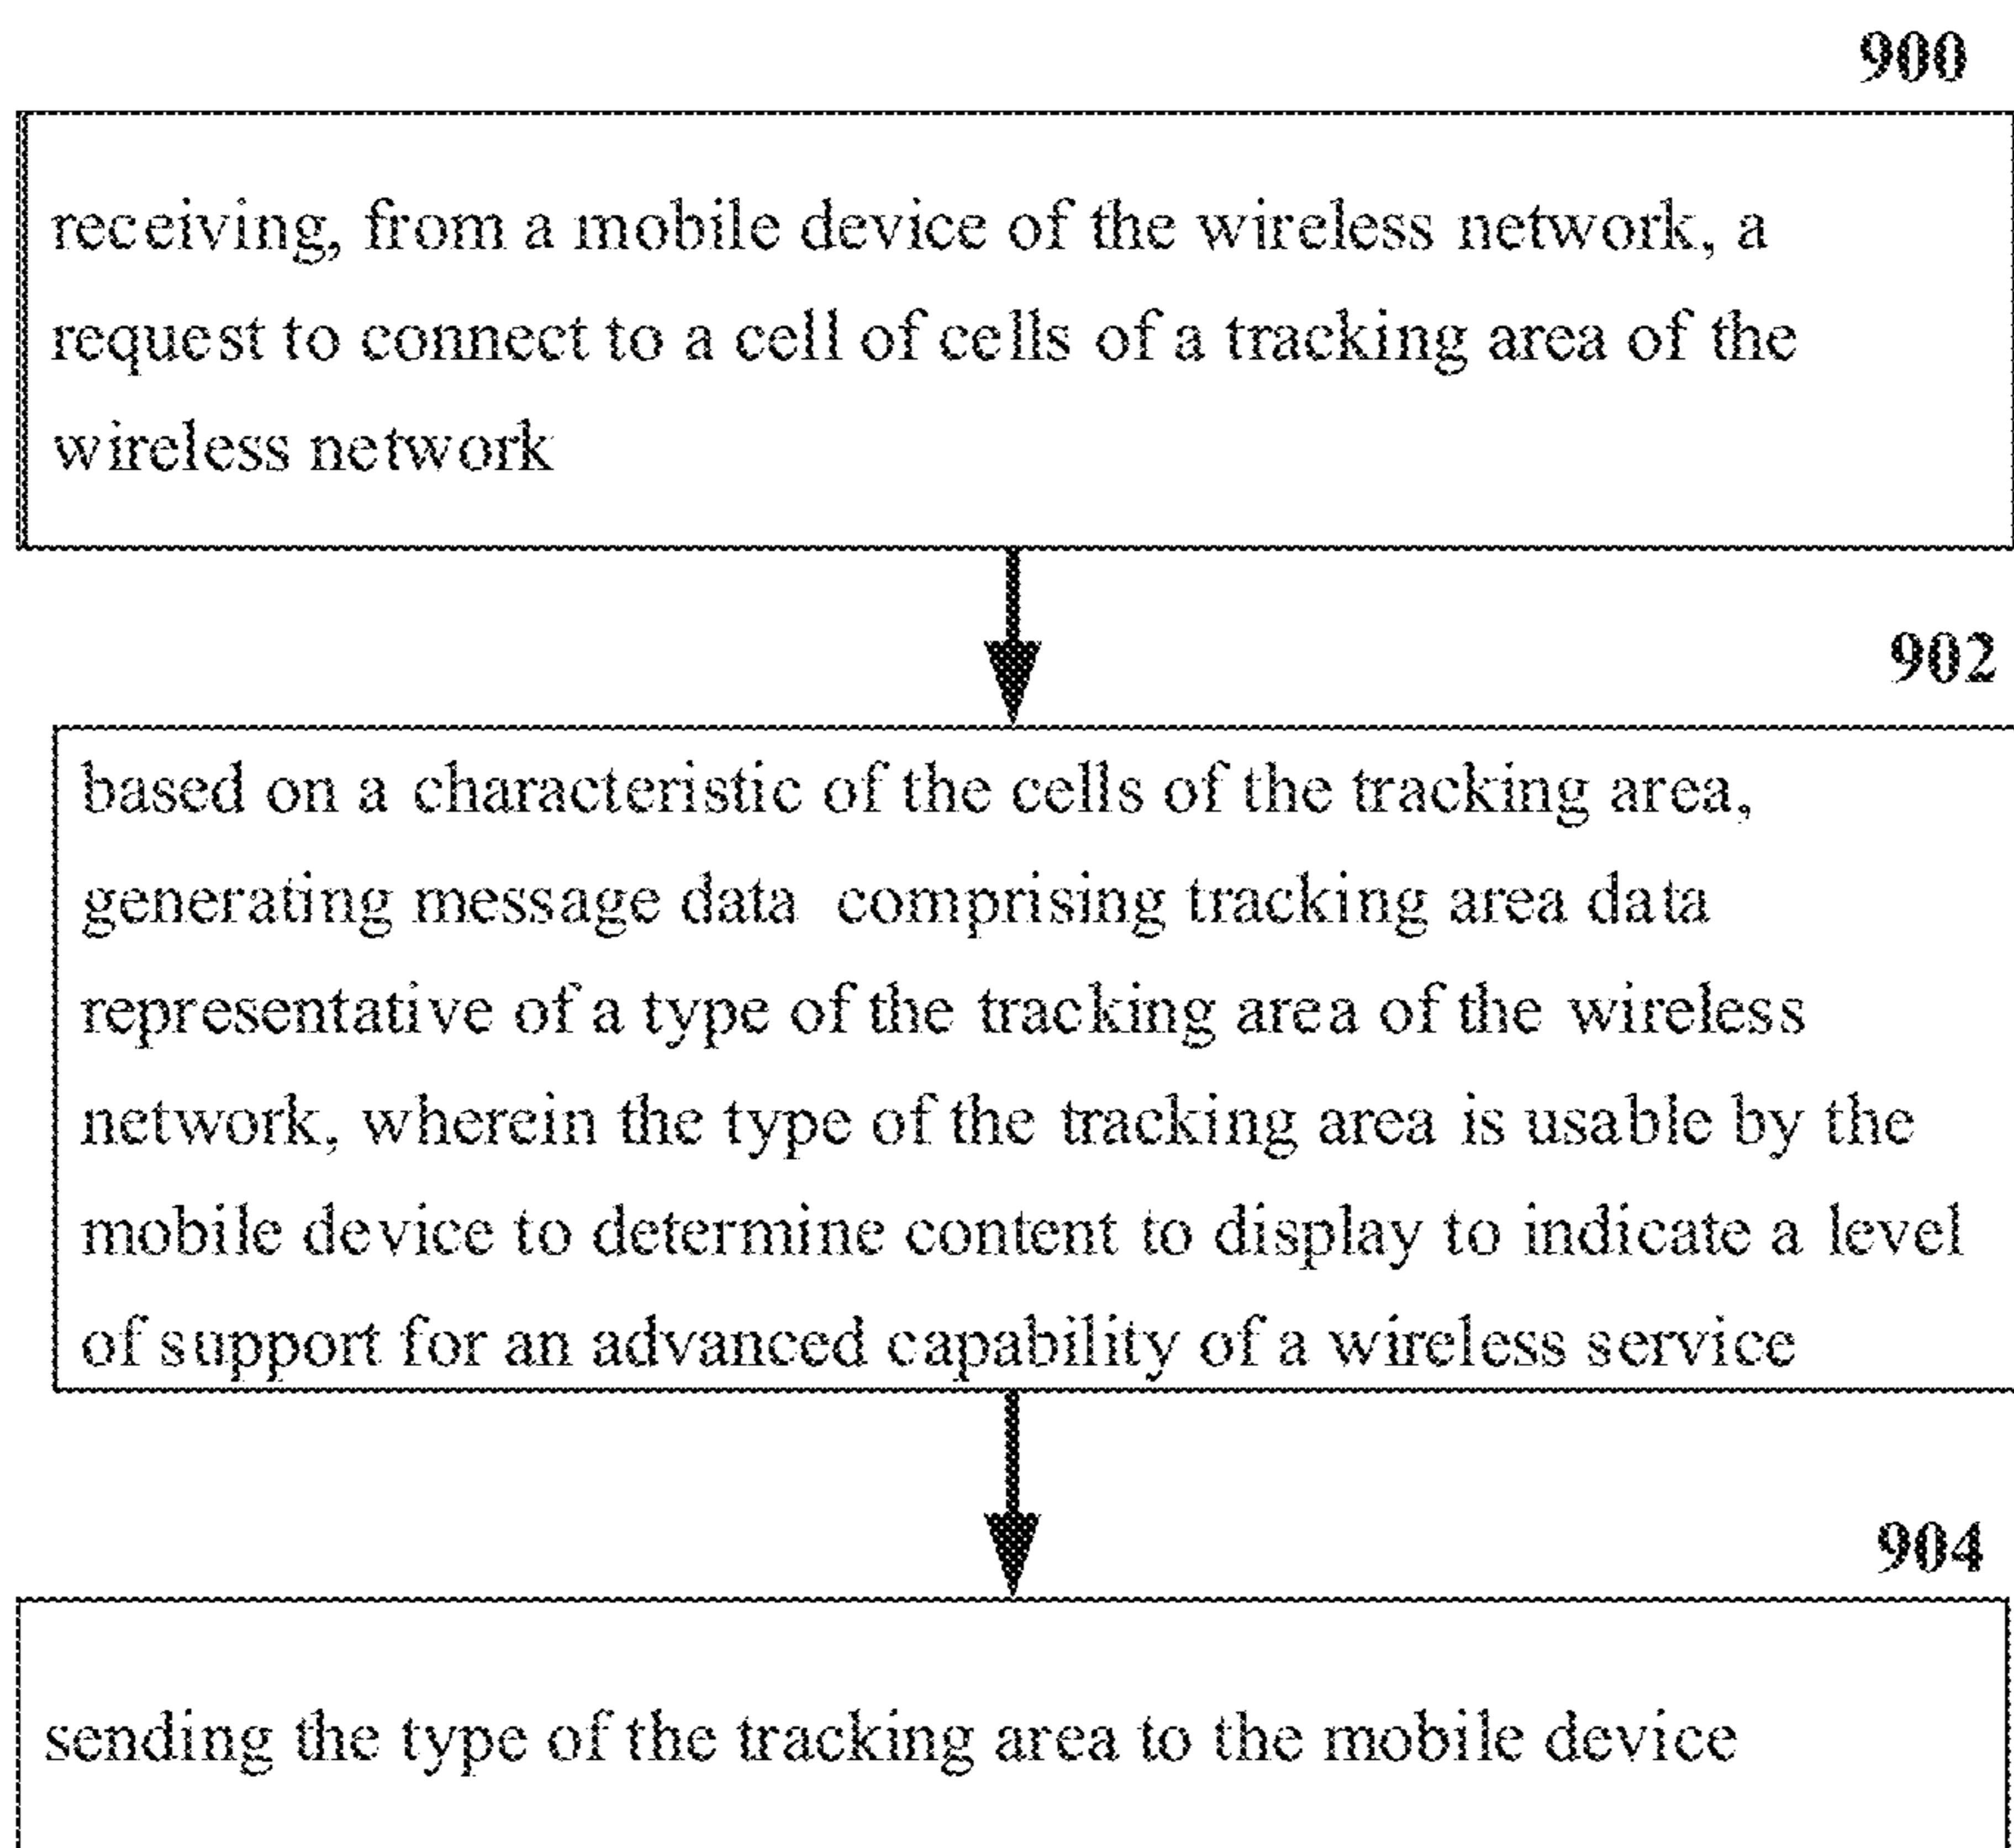 900
receiving, from a mobile device of the wireless network, a
request to connect to a cell of cells of a tracking area of the
wireless network
902
based on a characteristic of the cells of the tracking area,
generating message data comprising tracking area data
representative of a type of the tracking area of the wireless
network, wherein the type of the tracking area is usable by the
mobile device to determine content to display to indicate a level
of support for an advanced capability of a wireless service
904
sending the type of the tracking area to the mobile device